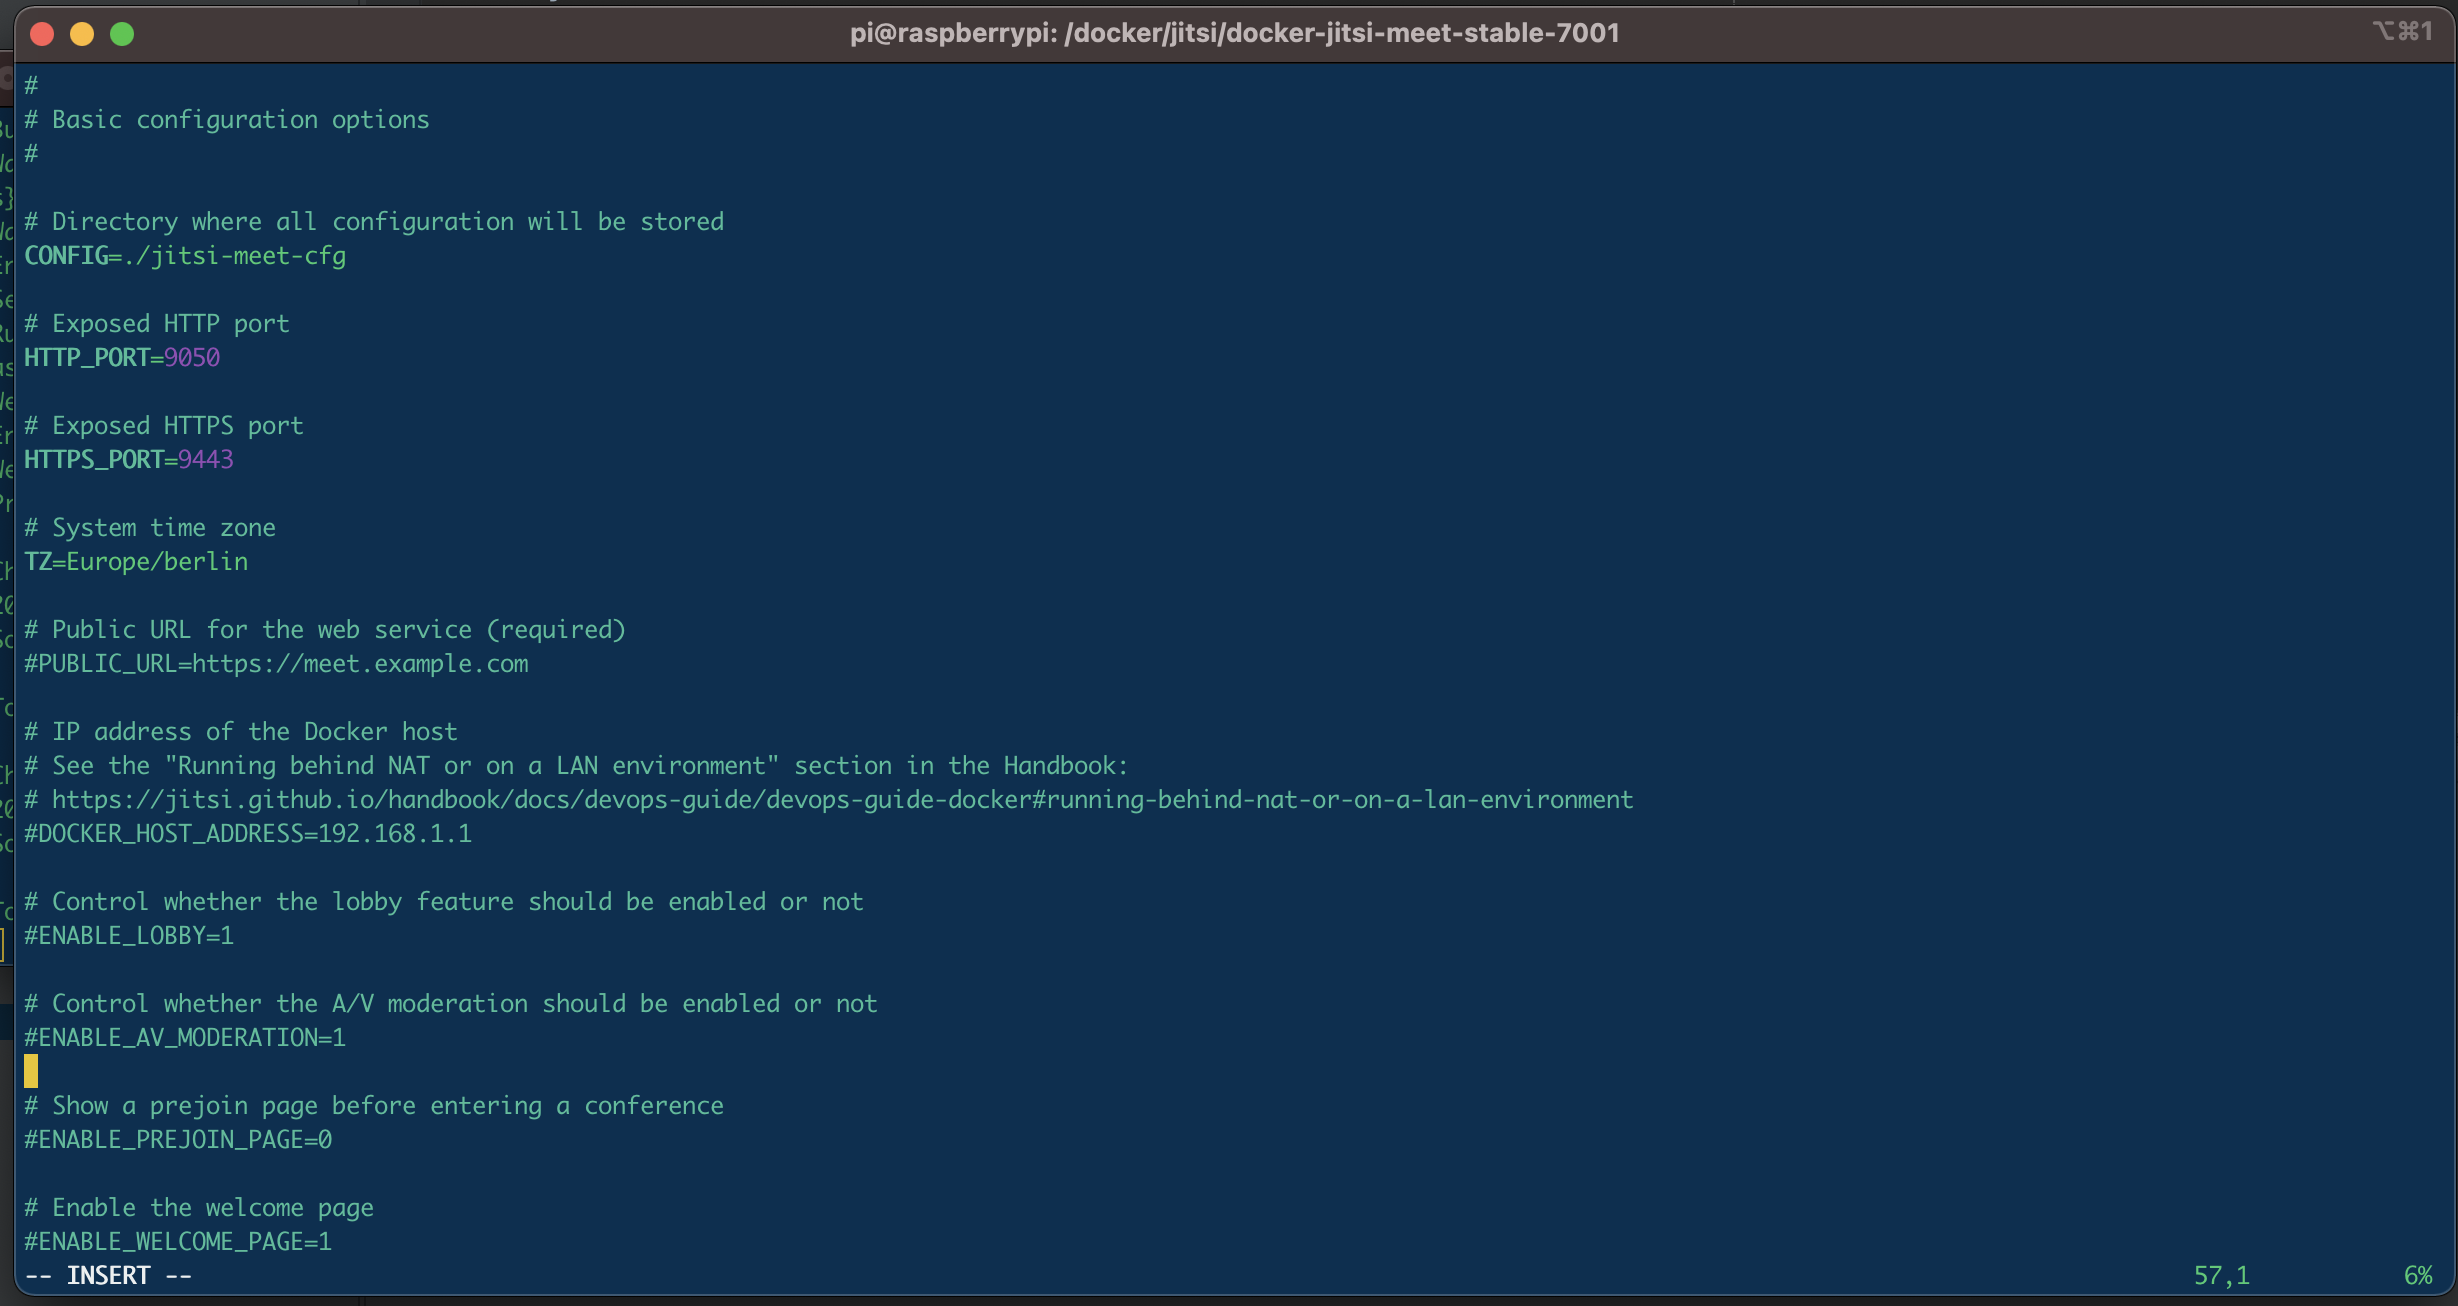 pi@raspberrypi: /docker/jitsi/docker-jitsi-meet-stable-7001
⌥⌘1
#
# Basic configuration options
#
# Directory where all configuration will be stored
CONFIG=./jitsi-meet-cfg
# Exposed HTTP port
HTTP_PORT=9050
# Exposed HTTPS port
HTTPS_PORT=9443
# System time zone
TZ=Europe/berlin
# Public URL for the web service (required)
#PUBLIC_URL=https://meet.example.com
# IP address of the Docker host
# See the "Running behind NAT or on a LAN environment" section in the Handbook:
# https://jitsi.github.io/handbook/docs/devops-guide/devops-guide-docker#running-behind-nat-or-on-a-lan-environment
#DOCKER_HOST_ADDRESS=192.168.1.1
# Control whether the lobby feature should be enabled or not
#ENABLE_LOBBY=1
# Control whether the A/V moderation should be enabled or not
#ENABLE_AV_MODERATION=1
# Show a prejoin page before entering a conference
#ENABLE_PREJOIN_PAGE=0
# Enable the welcome page
#ENABLE_WELCOME_PAGE=1
-- INSERT -- 57,1 6%